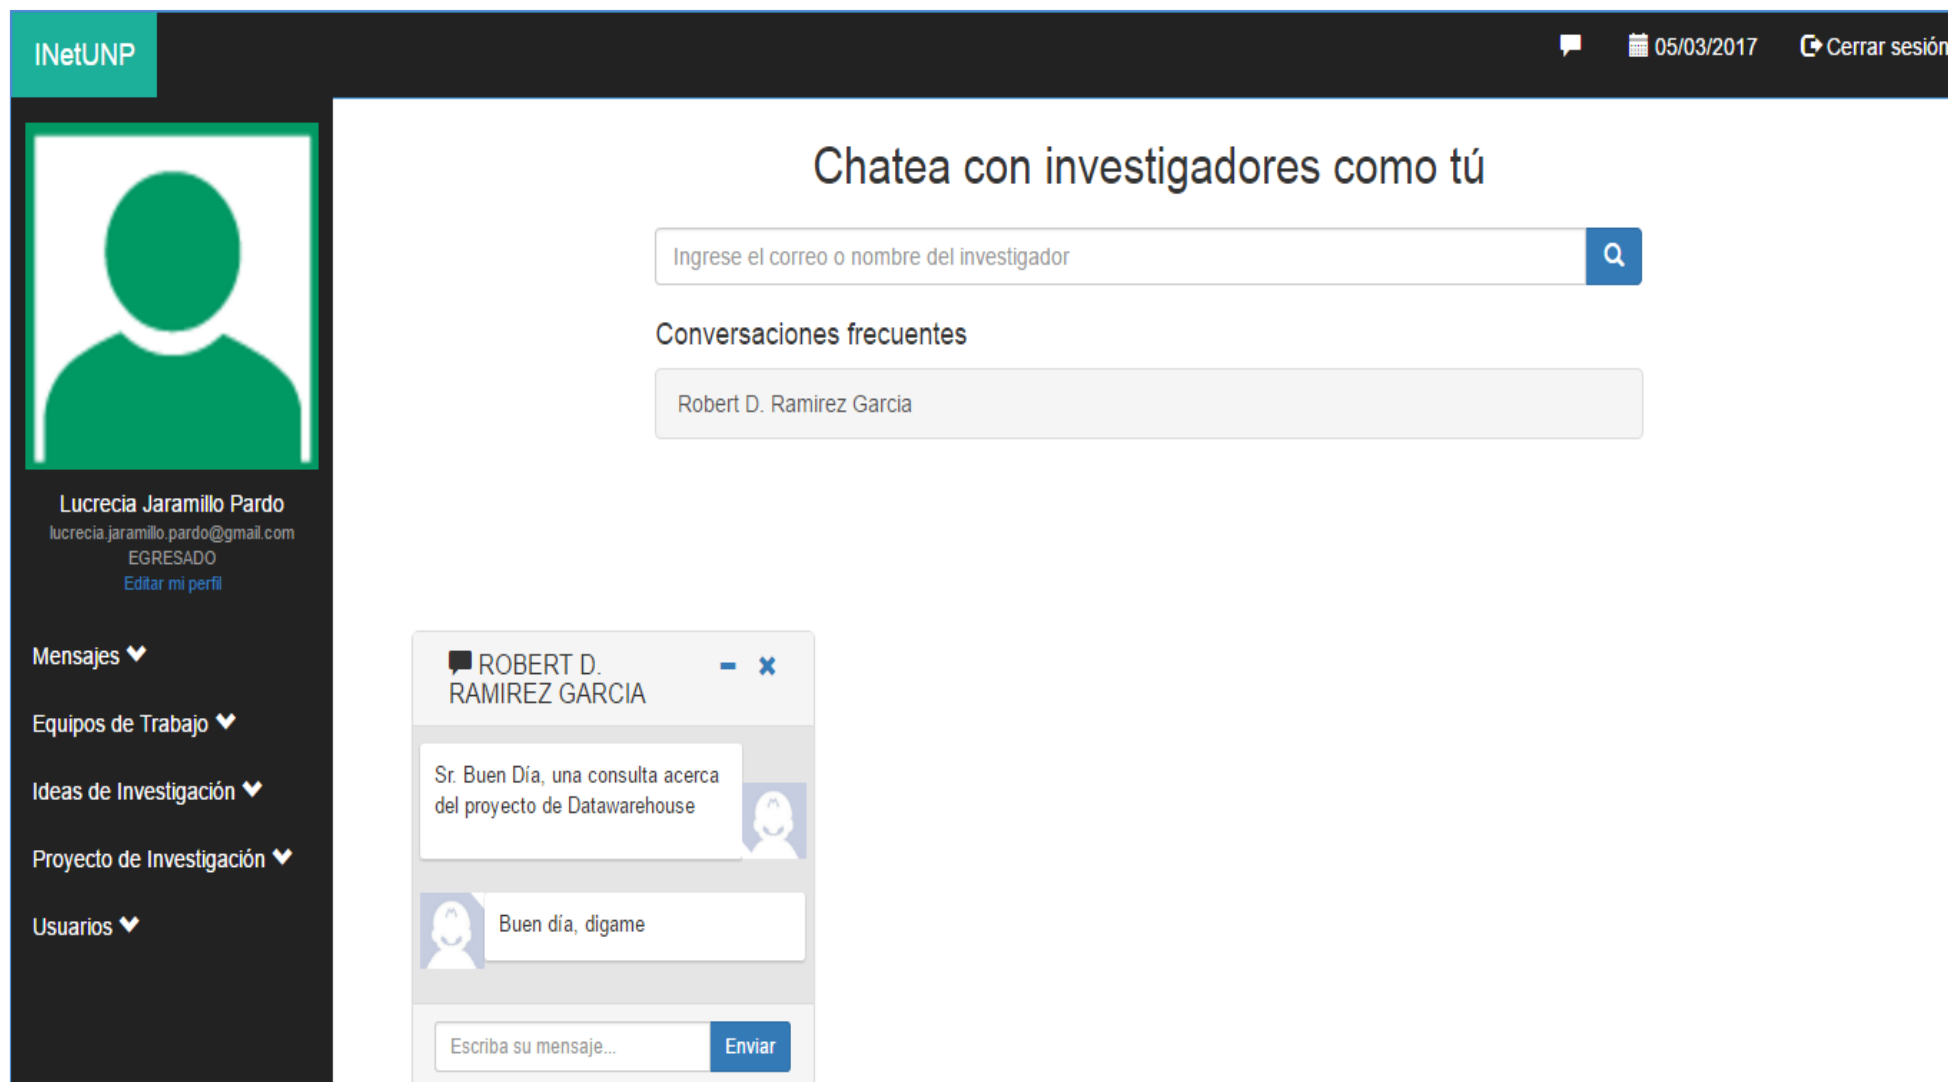 INetUNP
05/03/2017
Cerrar sesión
Lucrecia Jaramillo Pardo
lucrecia.jaramillo.pardo@gmail.com
EGRESADO
Editar mi perfil
Mensajes
Equipos de Trabajo
Ideas de Investigación
Proyecto de Investigación
Usuarios
Chatea con investigadores como tú
Ingrese el correo o nombre del investigador
Conversaciones frecuentes
Robert D. Ramirez Garcia
ROBERT D.
RAMIREZ GARCIA
Sr. Buen Día, una consulta acerca
del proyecto de Datawarehouse
Buen día, digame
Escriba su mensaje...
Enviar